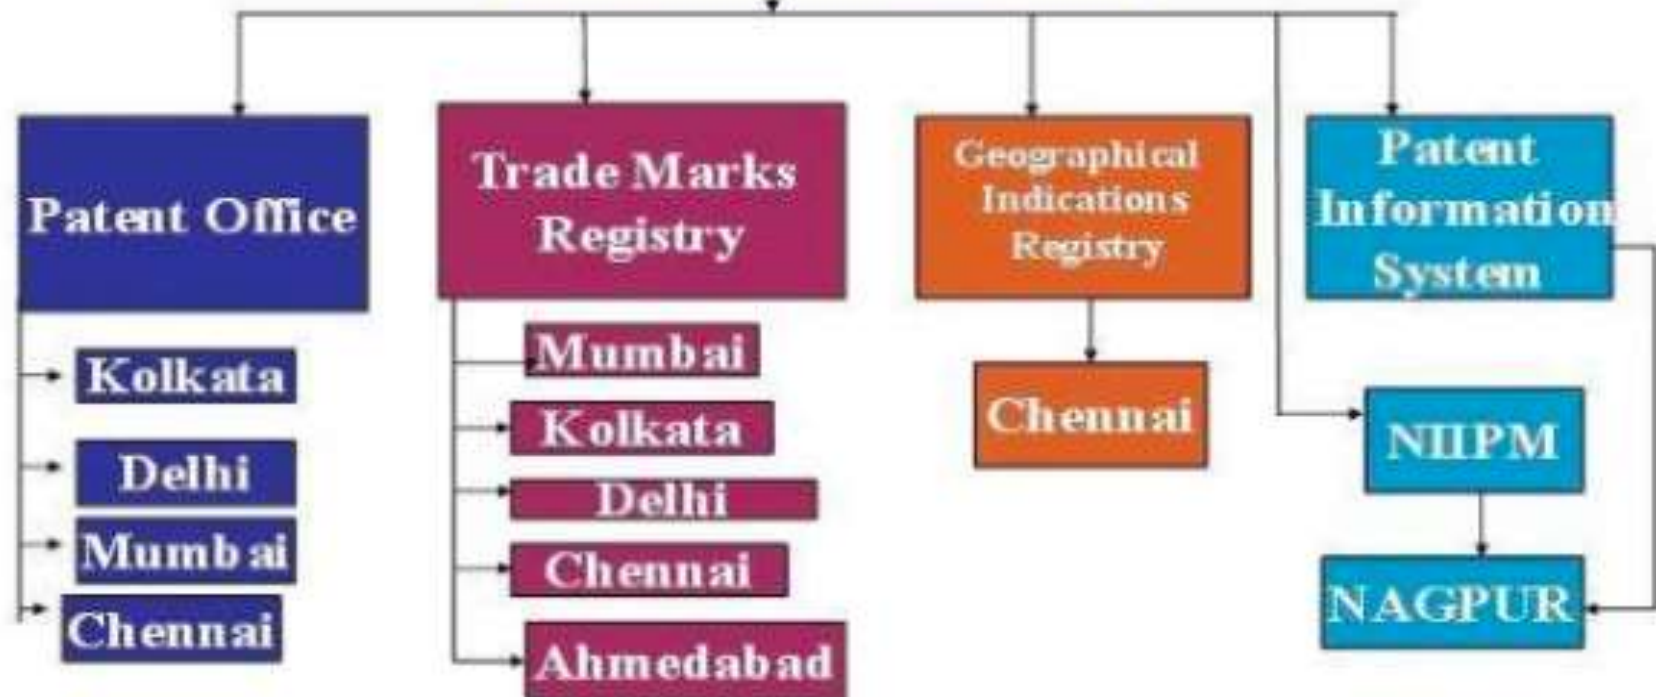 Patent Office
Kolkata
Delhi
Mumbai
Chennai
Trade Marks
Registry
Mumbai
Kolkata
Delhi
Chennai
Ahmedabad
Geographical
Indications
Registry
Chennai
Patent
Information
System
NIIPM
NAGPUR